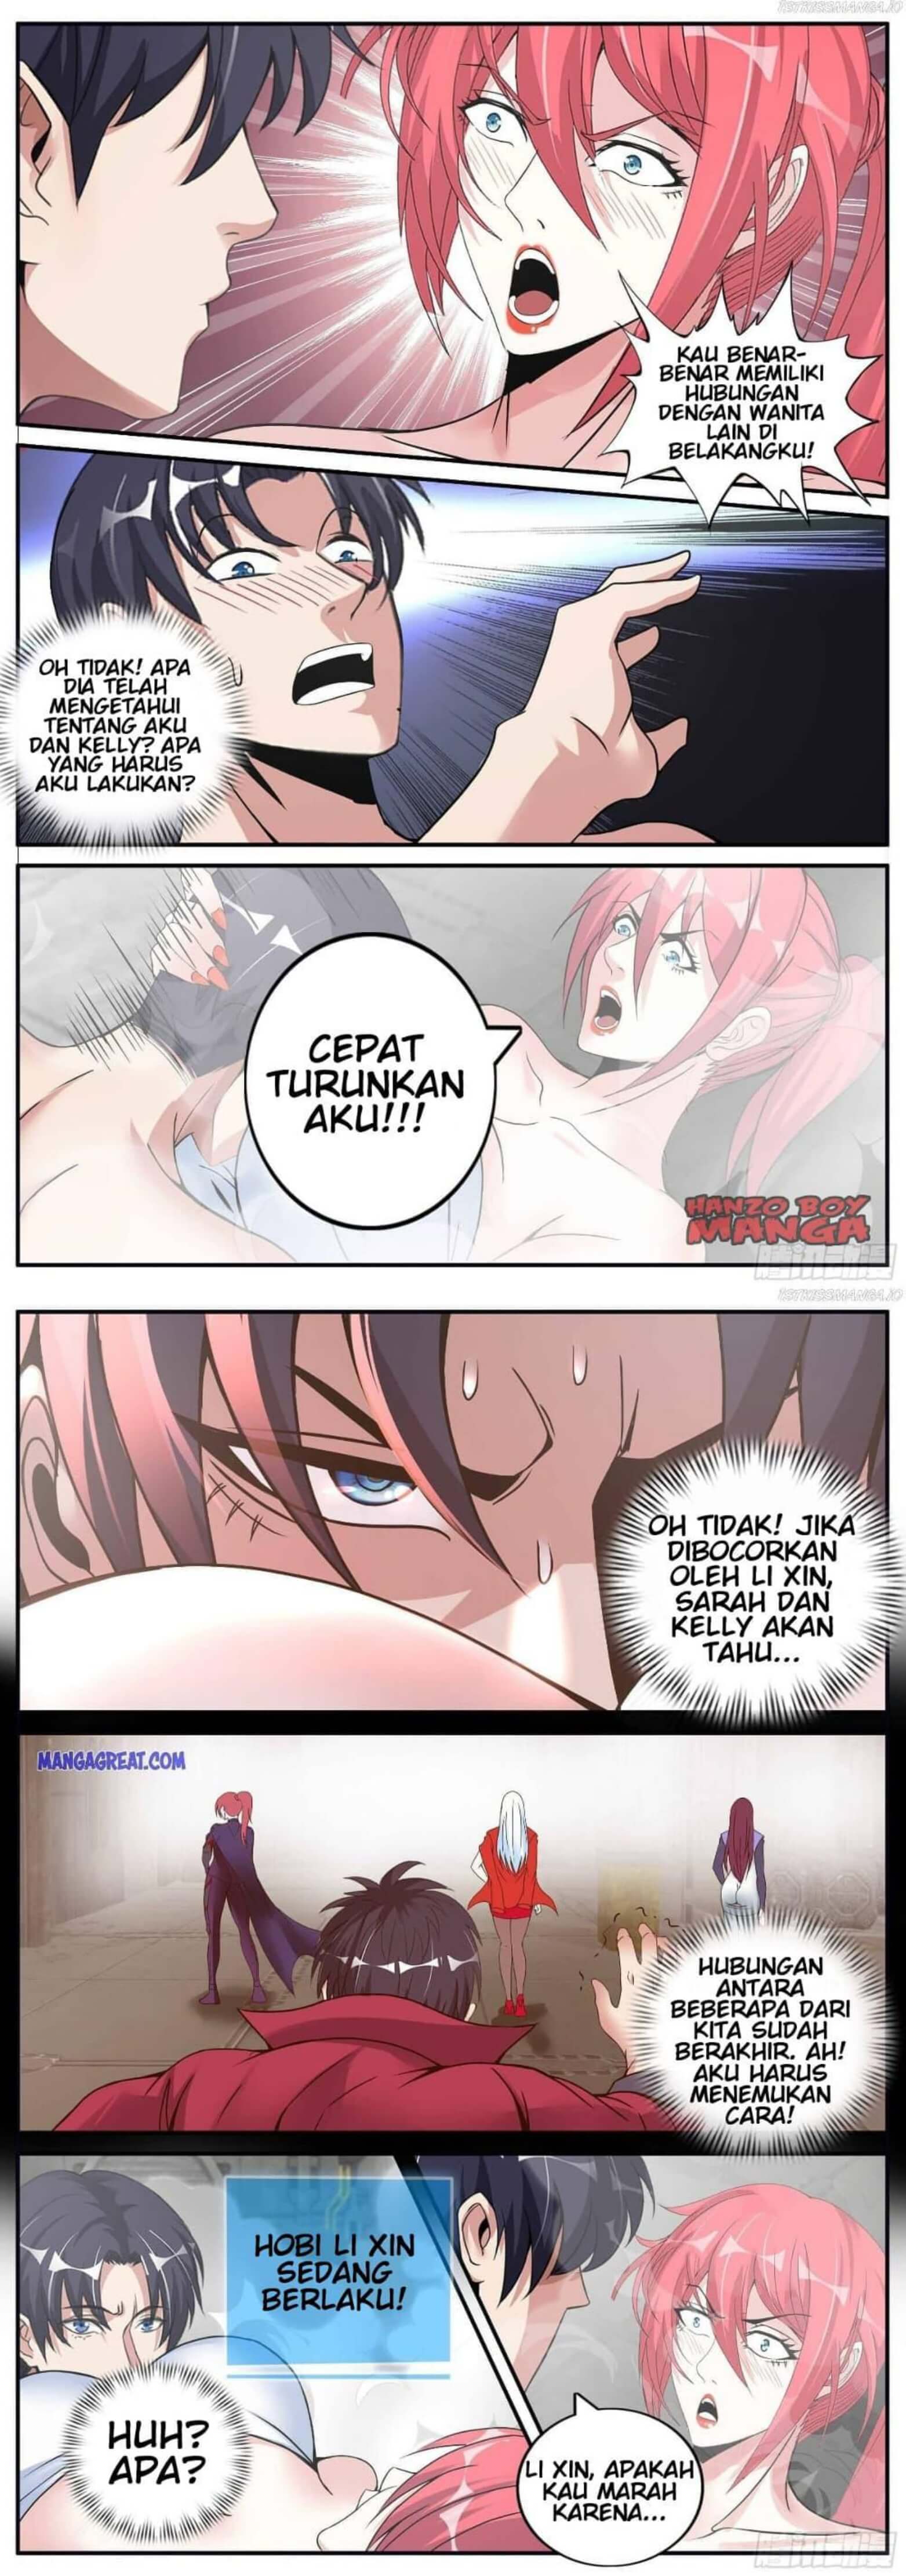 KAU BENAR-
BENAR MEMILIKI
HUBUNGAN
DENGAN WANITA
LAIN DI
BELAKANGKU!
OH TIDAK! APA
DIA TELAH
MENGETAHUI
TENTANG AKU
DAN KELLY? APA
YANG HARUS
AKU LAKUKAN?
CEPAT
TURUNKAN
AKU!!!
HANZO BOY
MANGA
OH TIDAK! JIKA
DIBOCORKAN
OLEH LI XIN,
SARAH DAN
KELLY AKAN
TAHU...
MANGAGREAT.COM
HUBUNGAN
ANTARA
BEBERAPA DARI
KITA SUDAH
BERAKHIR. AH!
AKU HARUS
MENEMUKAN
CARA!
HOBI LI XIN
SEDANG
BERLAKU!
HUH?
APA?
LI XIN, APAKAH
KAU MARAH
KARENA...